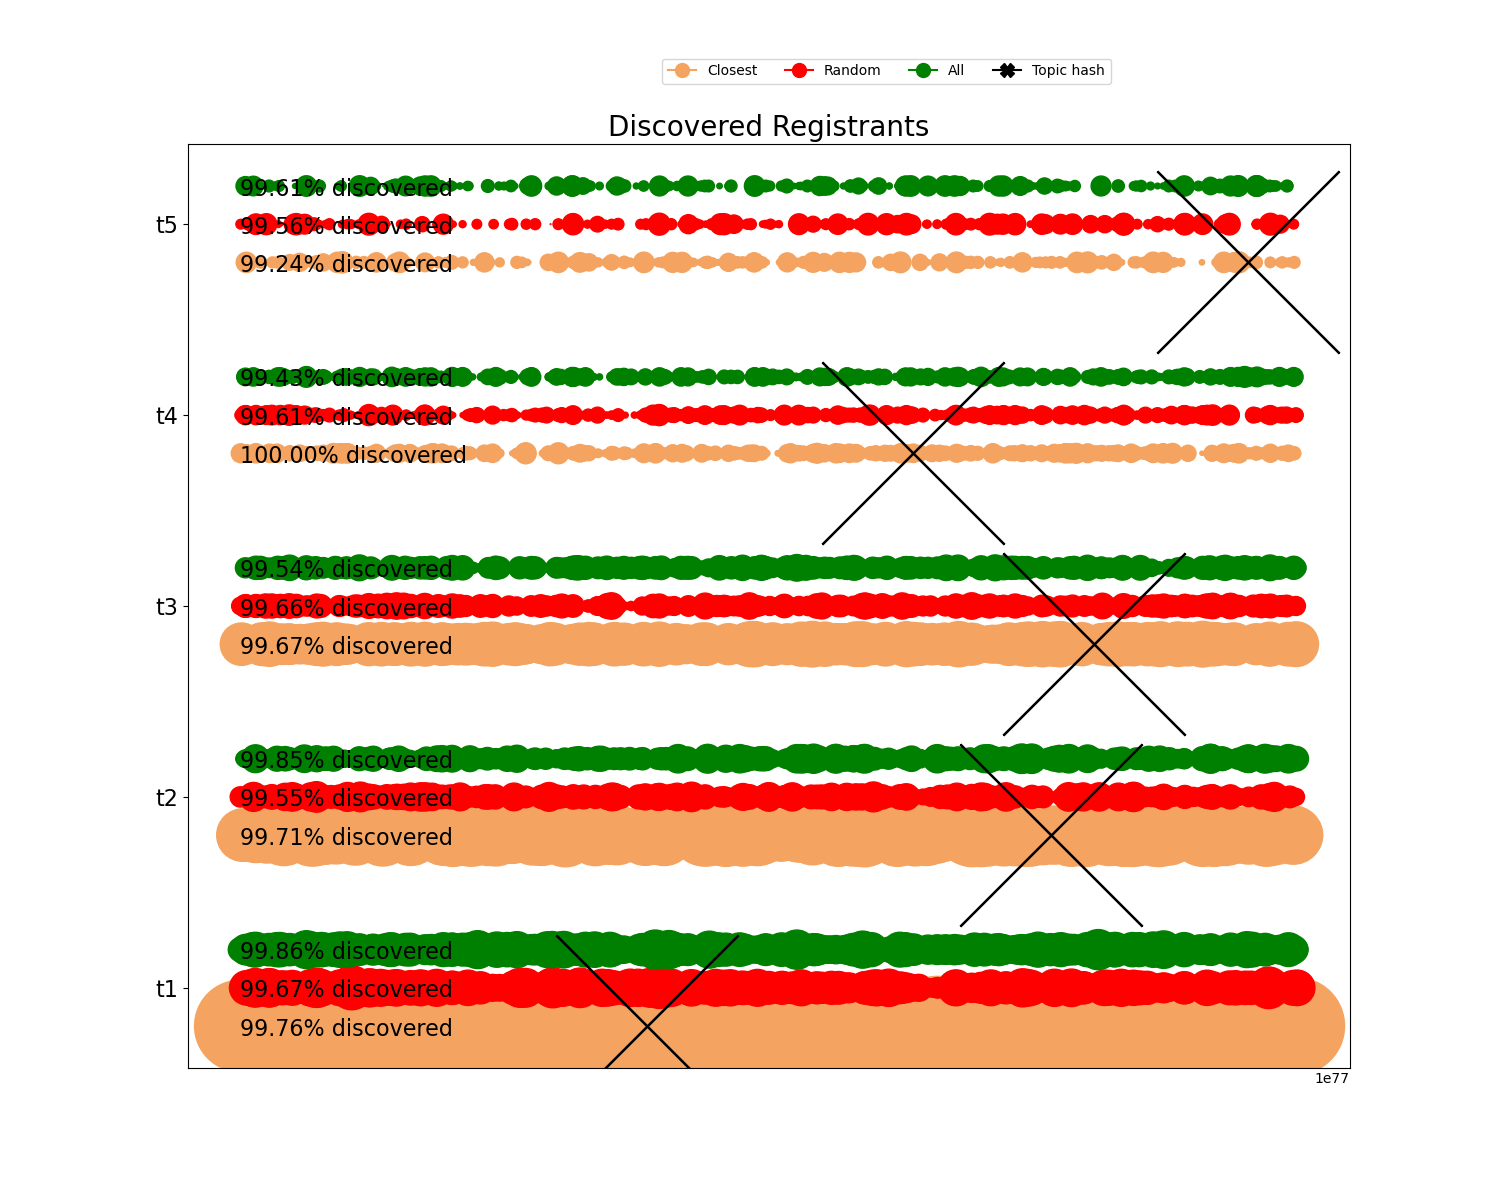 Closest Random All Topic hash
Discovered Registrants
99.61% discovered
t5 99.56% discovered
99.24% discovered
99.43% discovered
t4 99.61% discovered
100.00% discovered
99.54% discovered
t3 99.66% discovered
99.67% discovered
99.85% discovered
t2 99.55% discovered
99.71% discovered
99.86% discovered
t1 99.67% discovered
99.76% discovered
1e77